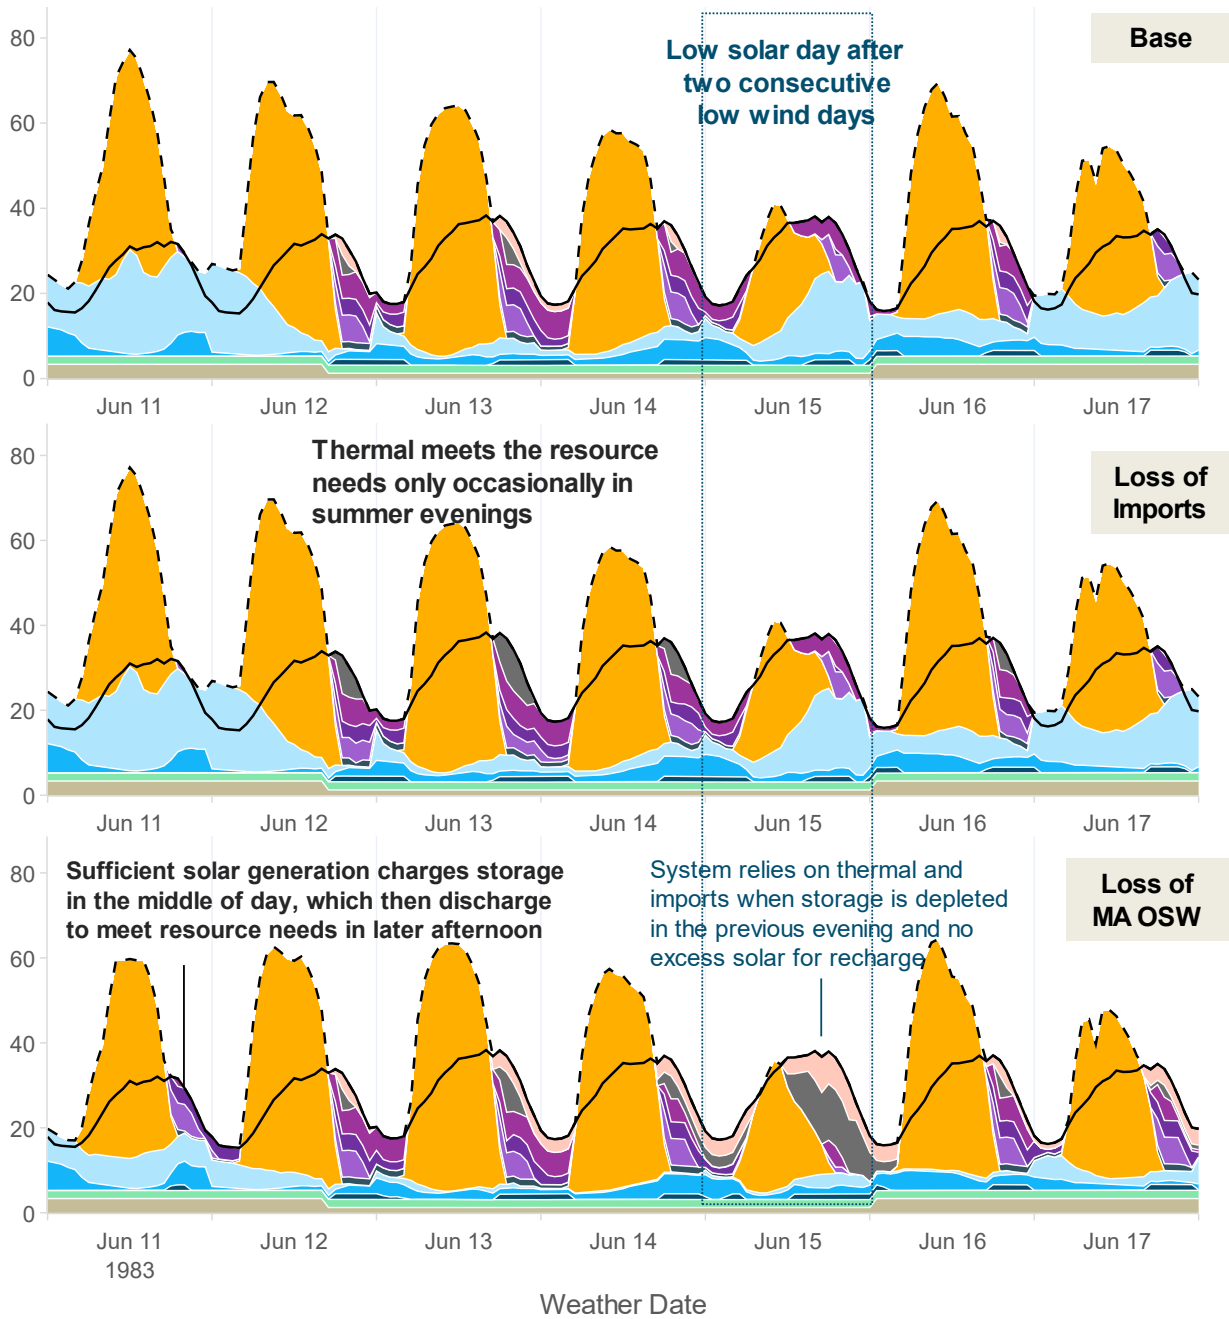 80
60
40
20
0
Base
Low solar day after
two consecutive
low wind days
Jun 11
Jun 12
Jun 13
Jun 14
Jun 15
Jun 16
Jun 17
80
60
40
20
0
Thermal meets the resource
needs only occasionally in
summer evenings
Loss of
Imports
Jun 11
Jun 12
Jun 13
Jun 14
Jun 15
Jun 16
Jun 17
80
60
40
20
0
Sufficient solar generation charges storage
in the middle of day, which then discharge
to meet resource needs in later afternoon
System relies on thermal and
imports when storage is depleted
in the previous evening and no
excess solar for recharge
Loss of
MA OSW
Jun 11
1983
Jun 12
Jun 13
Jun 14
Jun 15
Jun 16
Jun 17
Weather Date